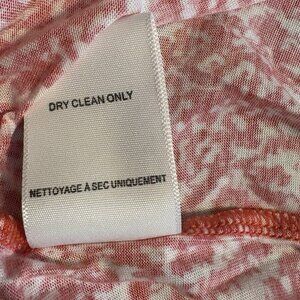 DRY CLEAN ONLY
NETTOYAGE À SEC UNIQUEMENT